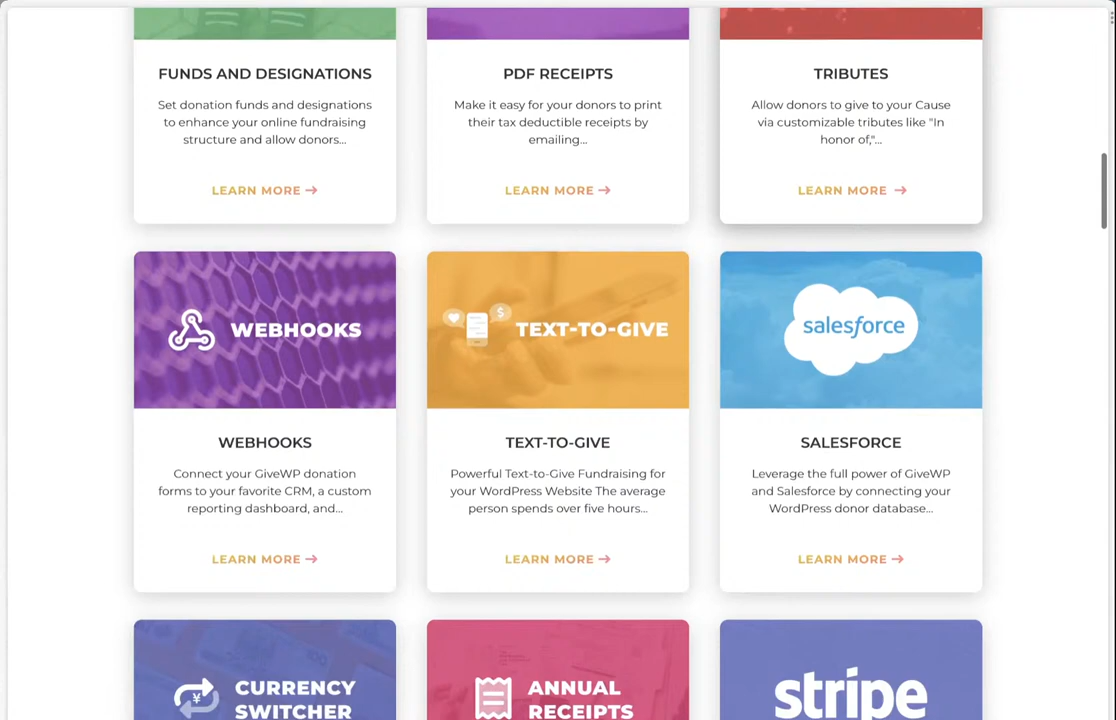 FUNDS AND DESIGNATIONS
Set donation funds and designations
to enhance your online fundraising
structure and allow donors...
LEARN MORE →
PDF RECEIPTS
Make it easy for your donors to print
their tax deductible receipts by
emailing...
LEARN MORE →
TRIBUTES
Allow donors to give to your Cause
via customizable tributes like "In
honor of,"...
LEARN MORE →
WEBHOOKS
WEBHOOKS
Connect your GiveWP donation
forms to your favorite CRM, a custom
reporting dashboard, and...
LEARN MORE →
$
TEXT-TO-GIVE
TEXT-TO-GIVE
Powerful Text-to-Give Fundraising for
your WordPress Website The average
person spends over five hours...
LEARN MORE →
salesforce
SALESFORCE
Leverage the full power of GiveWP
and Salesforce by connecting your
WordPress donor database...
LEARN MORE →
¥
CURRENCY
SWITCHER
ANNUAL
RECEIPTS
stripe